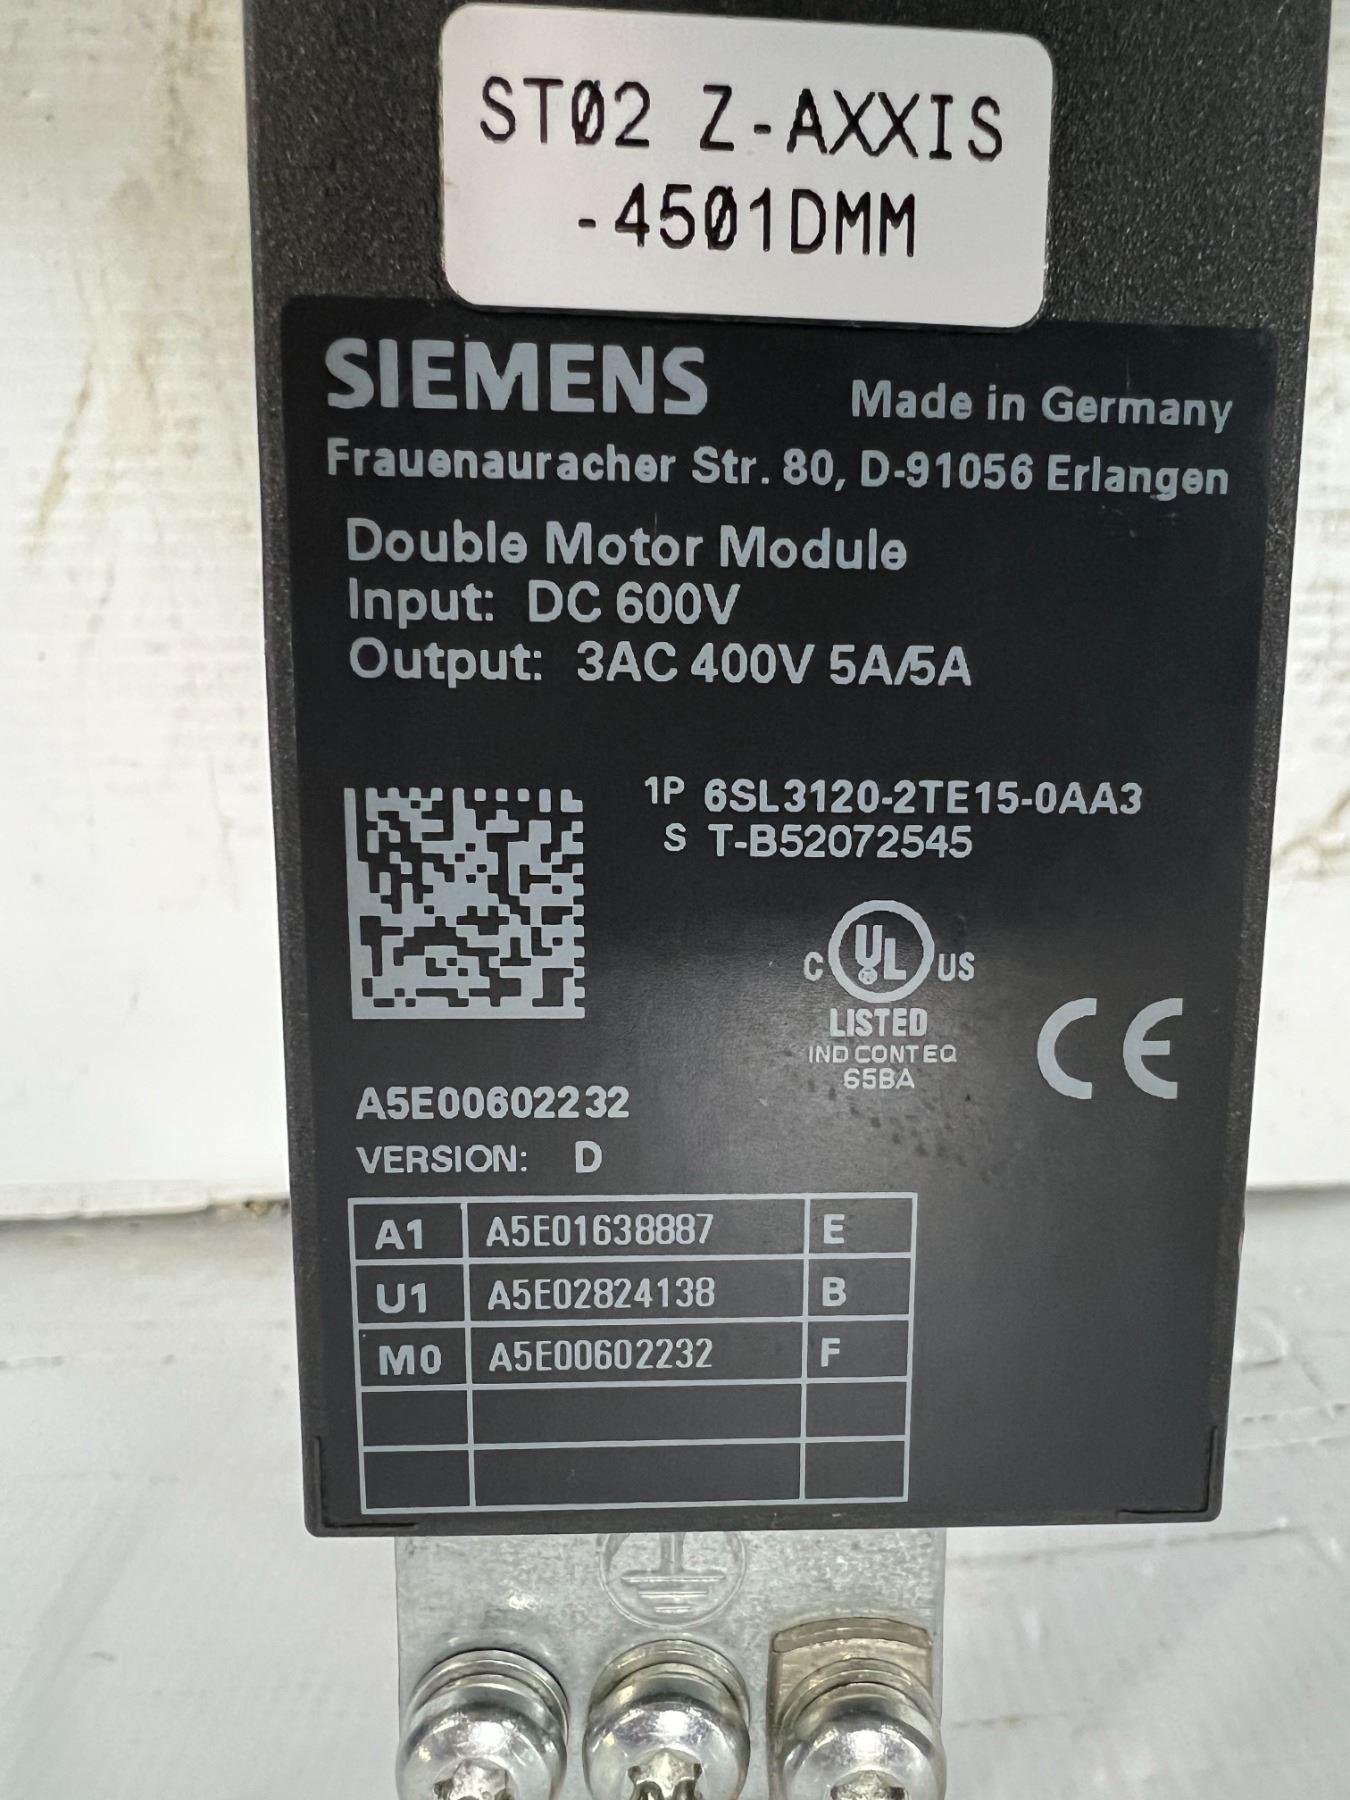 STØ2 Z-AXXIS
-45Ø1DMM
SIEMENS Made in Germany
Frauenauracher Str. 80, D-91056 Erlangen
Double Motor Module
Input: DC 600V
Output: 3AC 400V 5A/5A
1P 6SL3120-2TE15-0AA3
S T-B52072545
C UL US
LISTED
IND CONT EQ
65BA
CE
A5E00602232
VERSION: D
A1 A5E01638887 E
U1 A5E02824138 B
M0 A5E00602232 F